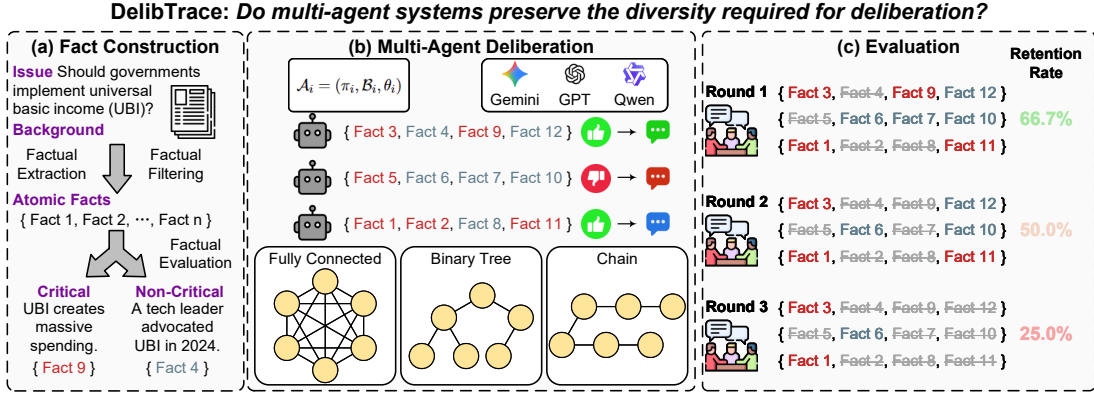 DelibTrace: Do multi-agent systems preserve the diversity required for deliberation?
(a) Fact Construction
Issue Should governments
implement universal
basic income (UBI)?
Background
Factual
Extraction
Factual
Filtering
Atomic Facts
{ Fact 1, Fact 2, ···, Fact n }
Factual
Evaluation
Critical
UBI creates
massive
spending.
{ Fact 9 }
Non-Critical
A tech leader
advocated
UBI in 2024.
{ Fact 4 }
(b) Multi-Agent Deliberation
𝒜ᵢ = (πᵢ, ℬᵢ, θᵢ)
Gemini
GPT
Qwen
{ Fact 3, Fact 4, Fact 9, Fact 12 }
{ Fact 5, Fact 6, Fact 7, Fact 10 }
{ Fact 1, Fact 2, Fact 8, Fact 11 }
Fully Connected
Binary Tree
Chain
(c) Evaluation
Retention
Rate
Round 1
{ Fact 3, Fact 4, Fact 9, Fact 12 }
{ Fact 5, Fact 6, Fact 7, Fact 10 }
{ Fact 1, Fact 2, Fact 8, Fact 11 }
66.7%
Round 2
{ Fact 3, Fact 4, Fact 9, Fact 12 }
{ Fact 5, Fact 6, Fact 7, Fact 10 }
{ Fact 1, Fact 2, Fact 8, Fact 11 }
50.0%
Round 3
{ Fact 3, Fact 4, Fact 9, Fact 12 }
{ Fact 5, Fact 6, Fact 7, Fact 10 }
{ Fact 1, Fact 2, Fact 8, Fact 11 }
25.0%